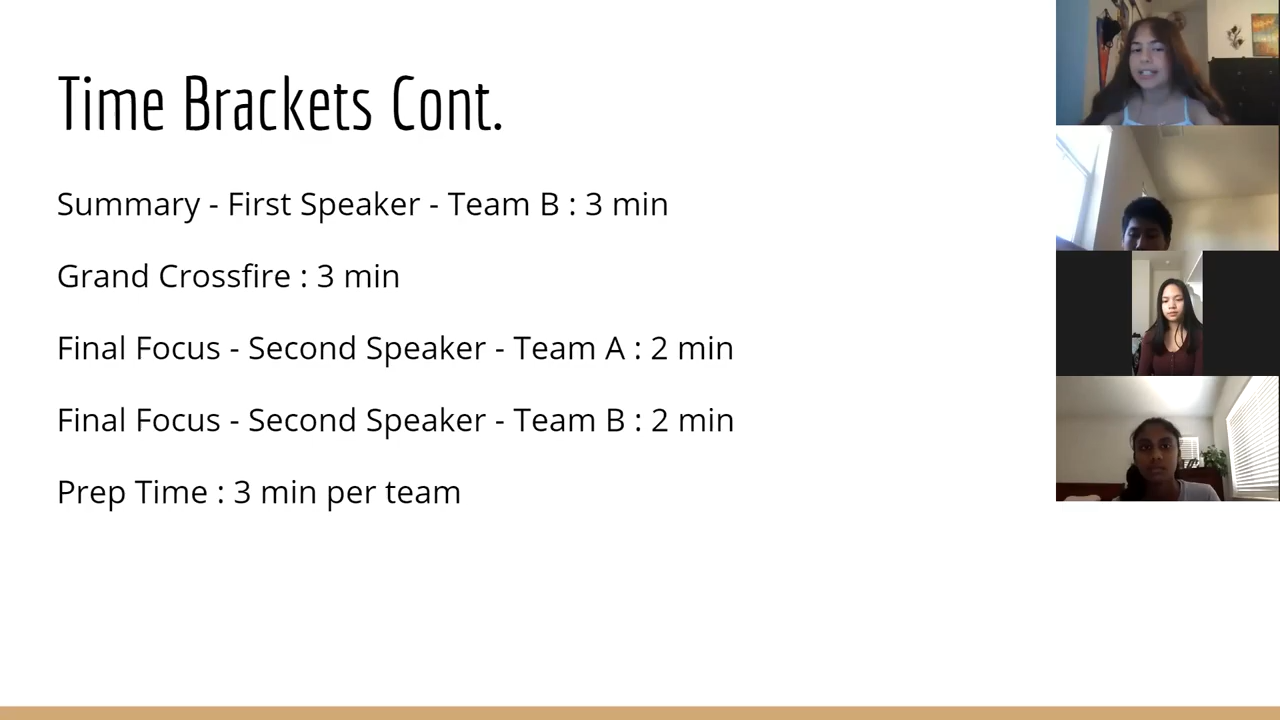 Time Brackets Cont.
Summary - First Speaker - Team B : 3 min
Grand Crossfire : 3 min
Final Focus - Second Speaker - Team A : 2 min
Final Focus - Second Speaker - Team B : 2 min
Prep Time : 3 min per team